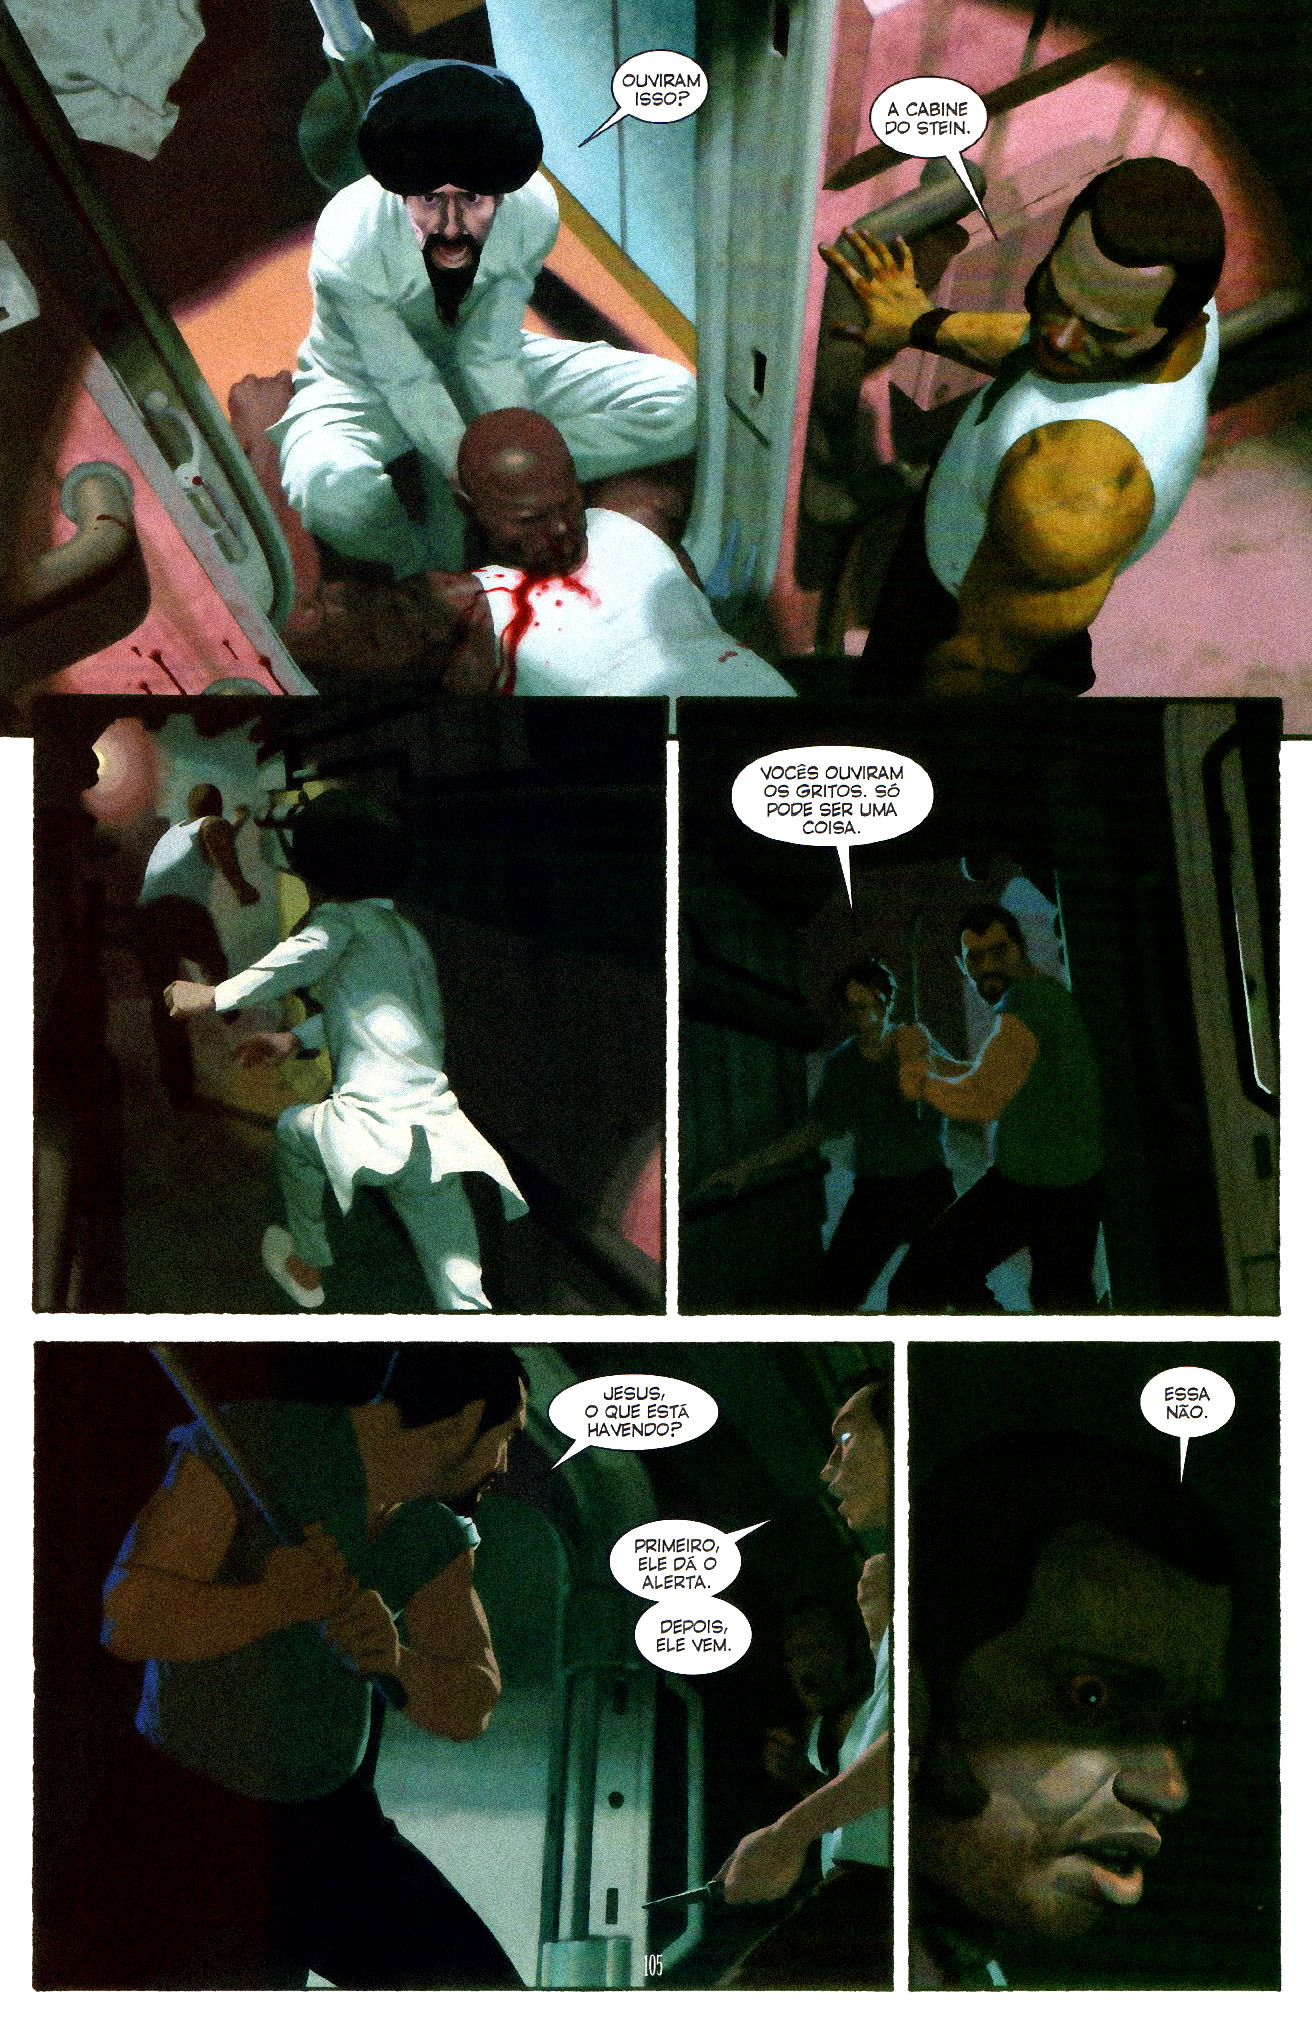 OUVIRAM
ISSO?
A CABINE
DO STEIN.
VOCÊS OUVIRAM
OS GRITOS. SÓ
PODE SER UMA
COISA.
JESUS,
O QUE ESTÁ
HAVENDO?
PRIMEIRO,
ELE DÁ O
ALERTA.
DEPOIS,
ELE VEM.
ESSA
NÃO.
105